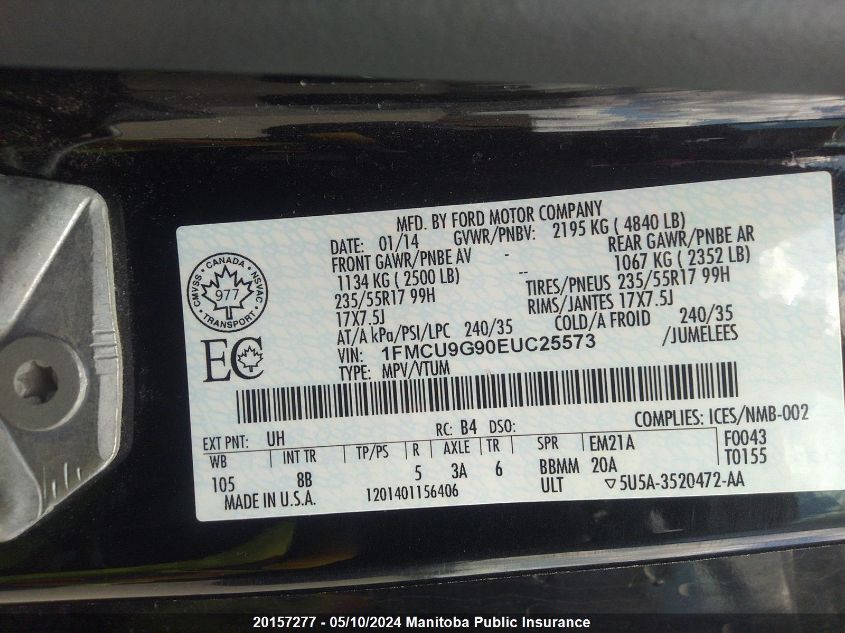 MFD. BY FORD MOTOR COMPANY
DATE: 01/14 GVWR/PNBV: 2195 KG ( 4840 LB)
FRONT GAWR/PNBE AV - REAR GAWR/PNBE AR
1134 KG ( 2500 LB) -- 1067 KG ( 2352 LB)
235/55R17 99H TIRES/PNEUS 235/55R17 99H
17X7.5J RIMS/JANTES 17X7.5J
AT/A kPa/PSI/LPC 240/35 COLD/A FROID 240/35
VIN: 1FMCU9G90EUC25573 /JUMELEES
TYPE: MPV/VTUM
CMVSS CANADA NSVAC
977
TRANSPORT
EC
COMPLIES: ICES/NMB-002
EXT PNT: UH RC: B4 DSO:
WB INT TR TP/PS R AXLE TR SPR EM21A F0043
105 8B 5 3A 6 BBMM 20A T0155
MADE IN U.S.A. 1201401156406 ULT ▽5U5A-3520472-AA
20157277 - 05/10/2024 Manitoba Public Insurance